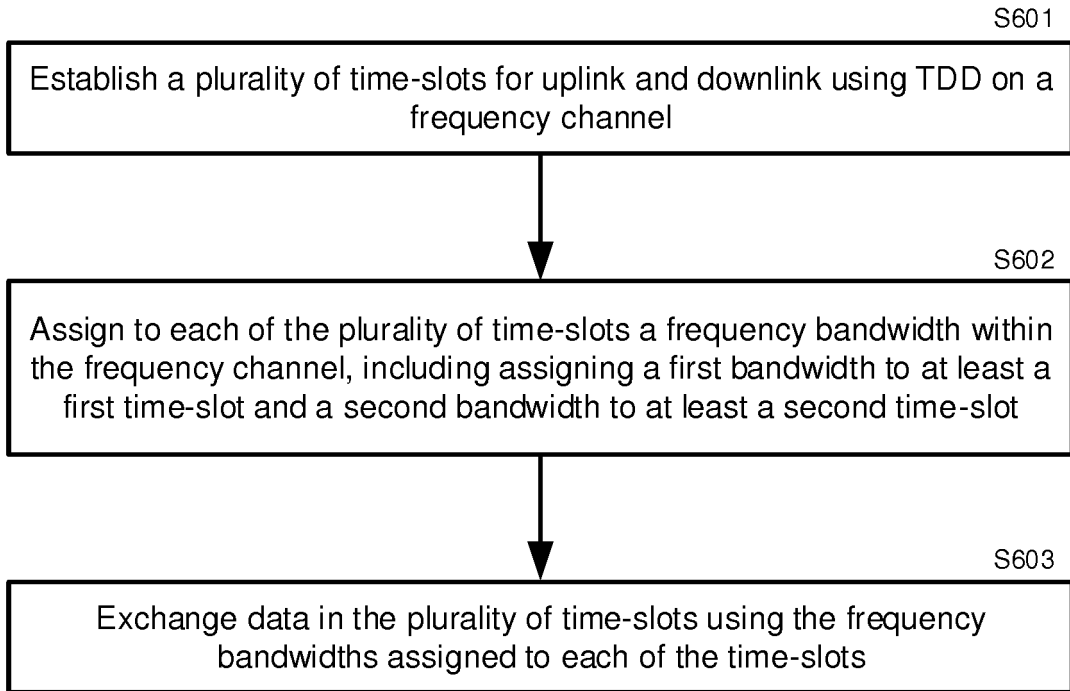 S601
Establish a plurality of time-slots for uplink and downlink using TDD on a
frequency channel
S602
Assign to each of the plurality of time-slots a frequency bandwidth within
the frequency channel, including assigning a first bandwidth to at least a
first time-slot and a second bandwidth to at least a second time-slot
S603
Exchange data in the plurality of time-slots using the frequency
bandwidths assigned to each of the time-slots